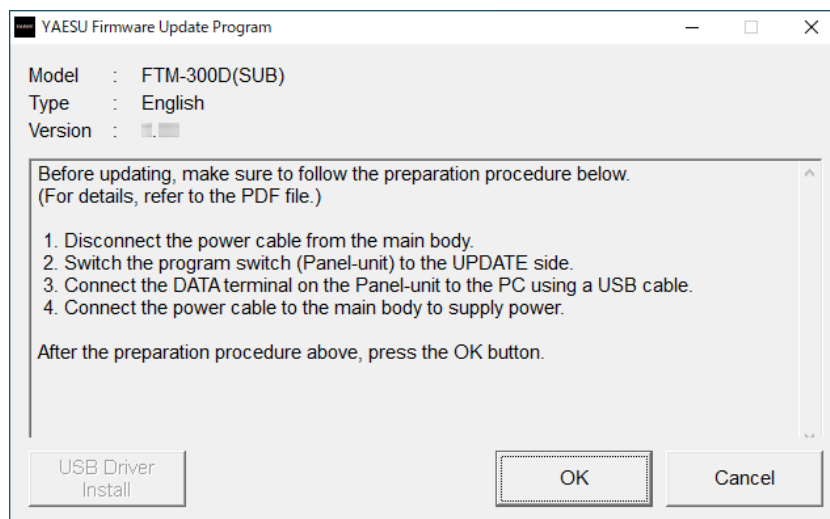 YAESU Firmware Update Program
Model : FTM-300D(SUB)
Type : English
Version :
Before updating, make sure to follow the preparation procedure below.
(For details, refer to the PDF file.)
1. Disconnect the power cable from the main body.
2. Switch the program switch (Panel-unit) to the UPDATE side.
3. Connect the DATA terminal on the Panel-unit to the PC using a USB cable.
4. Connect the power cable to the main body to supply power.
After the preparation procedure above, press the OK button.
USB Driver
Install
OK
Cancel